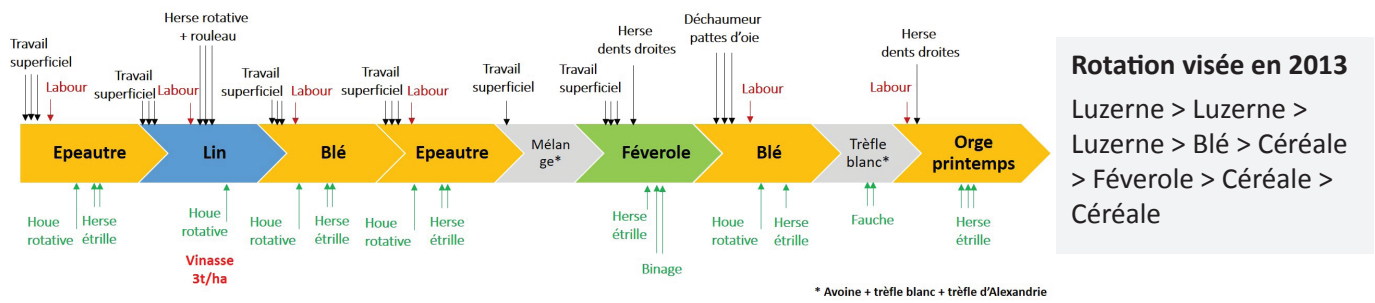 Herse rotative
+ rouleau
Déchaumeur
pattes d'oie
Herse
dents droites
Herse
dents droites
Travail
superficiel
Labour
Travail
superficiel
Labour
Travail
superficiel
Labour
Travail
superficiel
Labour
Travail
superficiel
Travail
superficiel
Labour
Labour
Epeautre
Lin
Blé
Epeautre
Mélan
ge*
Féverole
Blé
Trèfle
blanc*
Orge
printemps
Houe
rotative
Herse
étrille
Houe
rotative
Vinasse
3t/ha
Houe
rotative
Herse
étrille
Houe
rotative
Herse
étrille
Herse
étrille
Binage
Houe
rotative
Herse
étrille
Fauche
Herse
étrille
* Avoine + trèfle blanc + trèfle d'Alexandrie
Rotation visée en 2013
Luzerne > Luzerne >
Luzerne > Blé > Céréale
> Féverole > Céréale >
Céréale